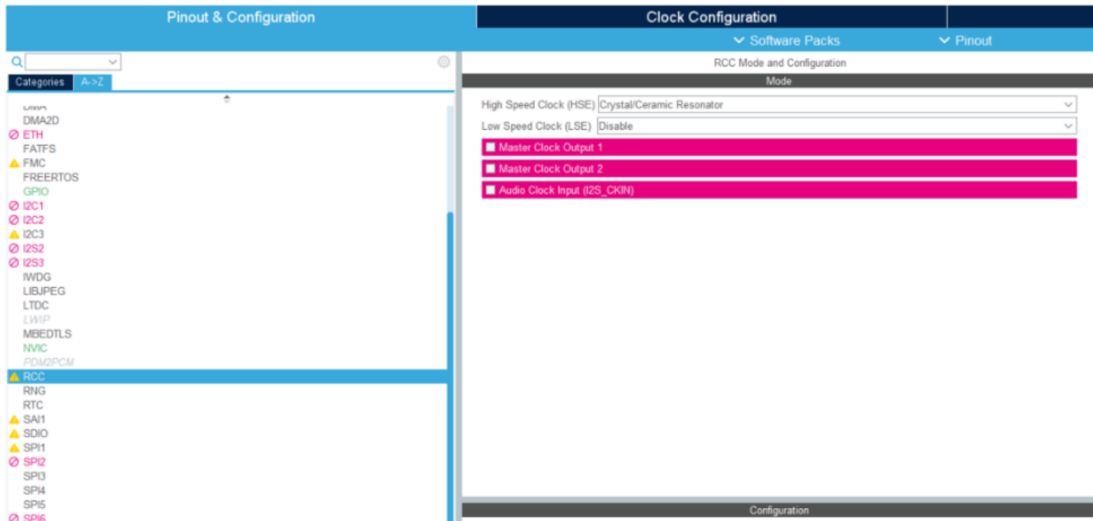 Pinout & Configuration
Clock Configuration
Software Packs
Pinout
RCC Mode and Configuration
Categories
A->Z
Mode
High Speed Clock (HSE) Crystal/Ceramic Resonator
Low Speed Clock (LSE) Disable
Master Clock Output 1
Master Clock Output 2
Audio Clock Input (I2S_CKIN)
DMA
DMA2D
ETH
FATFS
FMC
FREERTOS
GPIO
I2C1
I2C2
I2C3
I2S2
I2S3
IWDG
LIBJPEG
LTDC
LWIP
MBEDTLS
NVIC
PDM2PCM
RCC
RNG
RTC
SAI1
SDIO
SPI1
SPI2
SPI3
SPI4
SPI5
SPI6
Configuration